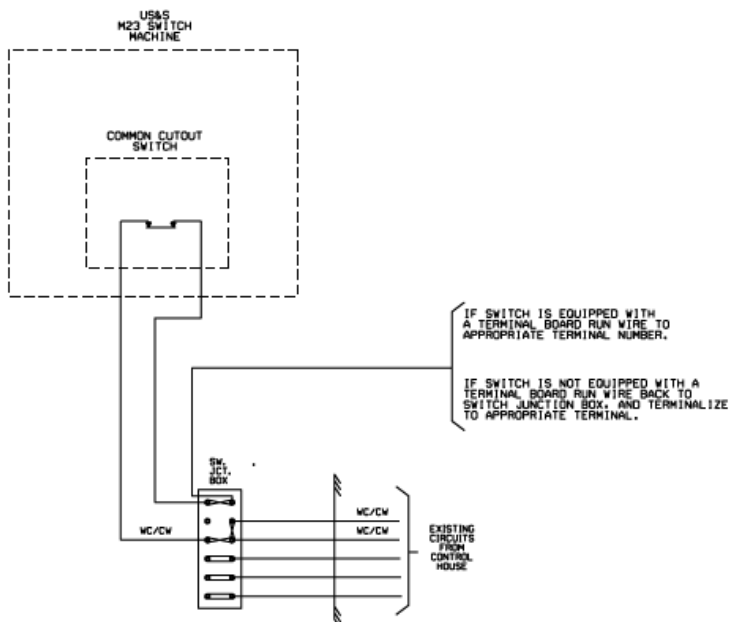 US&S
M23 SWITCH
MACHINE
COMMON CUTOUT
SWITCH
IF SWITCH IS EQUIPPED WITH
A TERMINAL BOARD RUN WIRE TO
APPROPRIATE TERMINAL NUMBER.
IF SWITCH IS NOT EQUIPPED WITH A
TERMINAL BOARD RUN WIRE BACK TO
SWITCH JUNCTION BOX, AND TERMINALIZE
TO APPROPRIATE TERMINAL.
SW.
JCT.
BOX
WC/CW
WC/CW
WC/CW
EXISTING
CIRCUITS
FROM
CONTROL
HOUSE